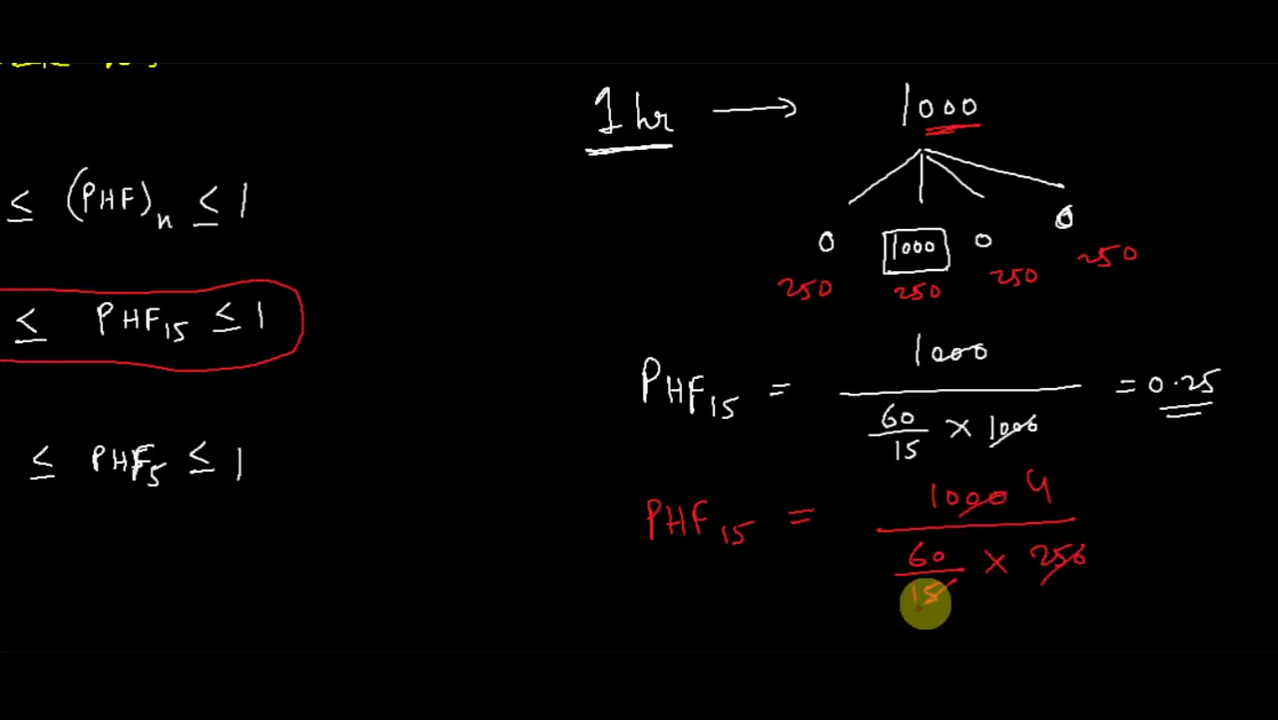 ≤ (PHF)n ≤ 1
≤ PHF15 ≤ 1
≤ PHF5 ≤ 1
1 hr → 1000
0 1000 0 0
250 250 250 250
PHF15 = 1000 / (60/15 × 1000) = 0.25
PHF15 = 1000 4 / (60/15 × 250)